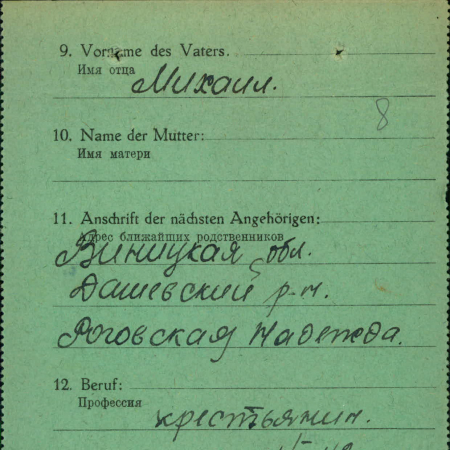 9. Vorname des Vaters.
Имя отца
Михаил.
8
10. Name der Mutter:
Имя матери
11. Anschrift der nächsten Angehörigen:
Адрес ближайших родственников
Виницкая обл.
Дашевский р-н.
Роговская Надежда.
12. Beruf:
Профессия
крестьянин.